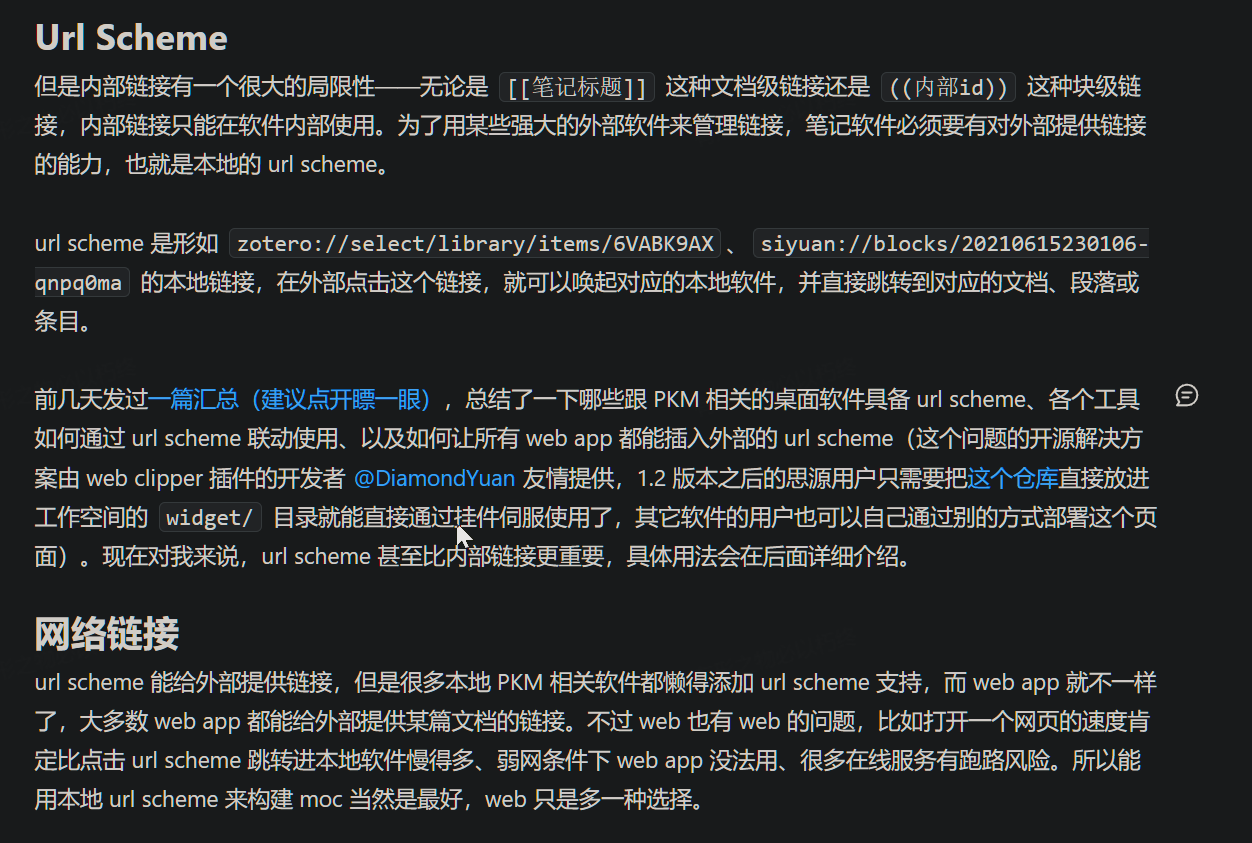 Url Scheme
但是内部链接有一个很大的局限性——无论是 [[笔记标题]] 这种文档级链接还是 ((内部id)) 这种块级链
接，内部链接只能在软件内部使用。为了用某些强大的外部软件来管理链接，笔记软件必须要有对外部提供链接
的能力，也就是本地的 url scheme。
url scheme 是形如 zotero://select/library/items/6VABK9AX 、 siyuan://blocks/20210615230106-
qnpq0ma 的本地链接，在外部点击这个链接，就可以唤起对应的本地软件，并直接跳转到对应的文档、段落或
条目。
前几天发过一篇汇总（建议点开瞟一眼），总结了一下哪些跟 PKM 相关的桌面软件具备 url scheme、各个工具
如何通过 url scheme 联动使用、以及如何让所有 web app 都能插入外部的 url scheme（这个问题的开源解决方
案由 web clipper 插件的开发者 @DiamondYuan 友情提供，1.2 版本之后的思源用户只需要把这个仓库直接放进
工作空间的 widget/ 目录就能直接通过挂件伺服使用了，其它软件的用户也可以自己通过别的方式部署这个页
面）。现在对我来说，url scheme 甚至比内部链接更重要，具体用法会在后面详细介绍。
网络链接
url scheme 能给外部提供链接，但是很多本地 PKM 相关软件都懒得添加 url scheme 支持，而 web app 就不一样
了，大多数 web app 都能给外部提供某篇文档的链接。不过 web 也有 web 的问题，比如打开一个网页的速度肯
定比点击 url scheme 跳转进本地软件慢得多、弱网条件下 web app 没法用、很多在线服务有跑路风险。所以能
用本地 url scheme 来构建 moc 当然是最好，web 只是多一种选择。